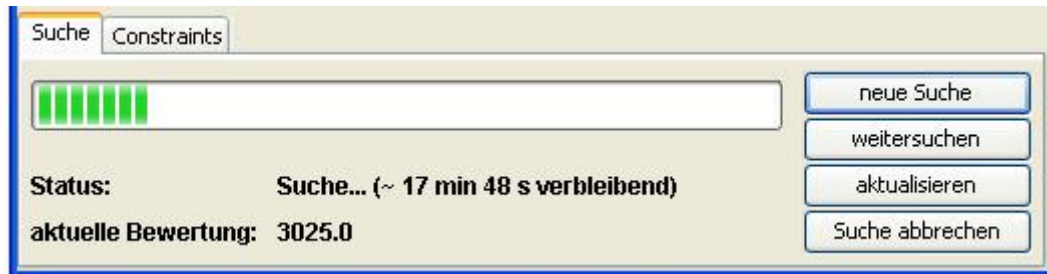 Suche Constraints
neue Suche
weitersuchen
Status: Suche... (~ 17 min 48 s verbleibend)
aktualisieren
aktuelle Bewertung: 3025.0
Suche abbrechen